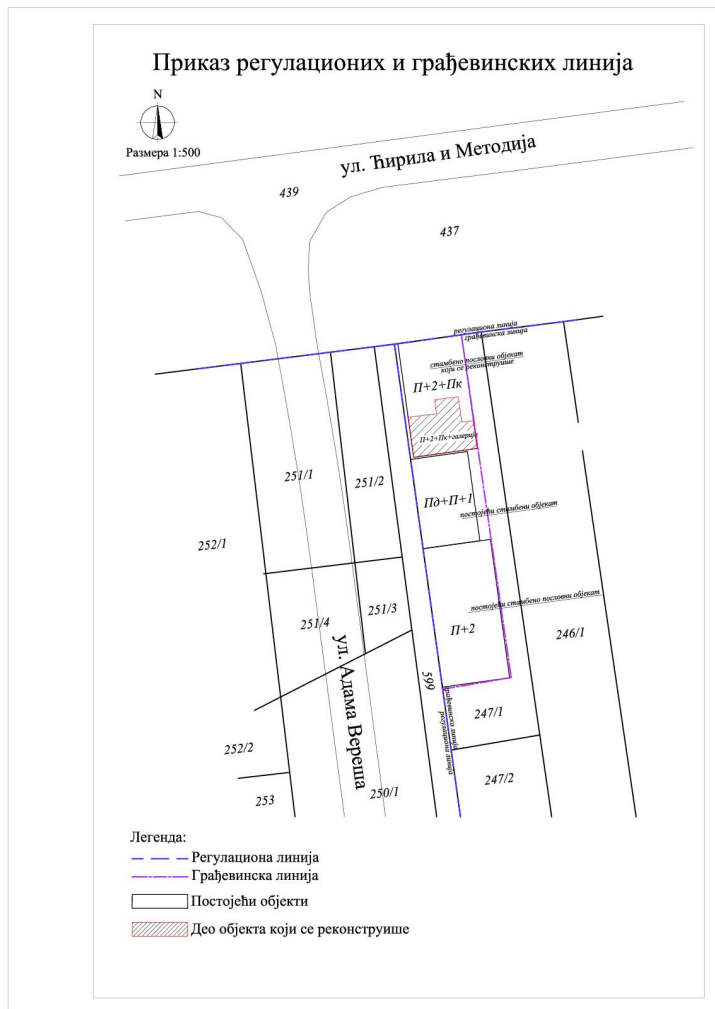 Приказ регулационих и грађевинских линија
N
Размера 1:500
ул. Ћирила и Методија
439
437
регулациона линија
грађевинска линија
стамбено пословни објекат
који се реконструише
П+2+Пк
П+2+Пк+галерија
251/1
251/2
Пд+П+1
постојећи стамбени објекат
252/1
251/3
251/4
постојећи стамбено пословни објекат
П+2
246/1
ул. Адама Вереша
599
грађевинска линија
регулациона линија
247/1
252/2
247/2
253
250/1
Легенда:
Регулациона линија
Грађевинска линија
Постојећи објекти
Део објекта који се реконструише